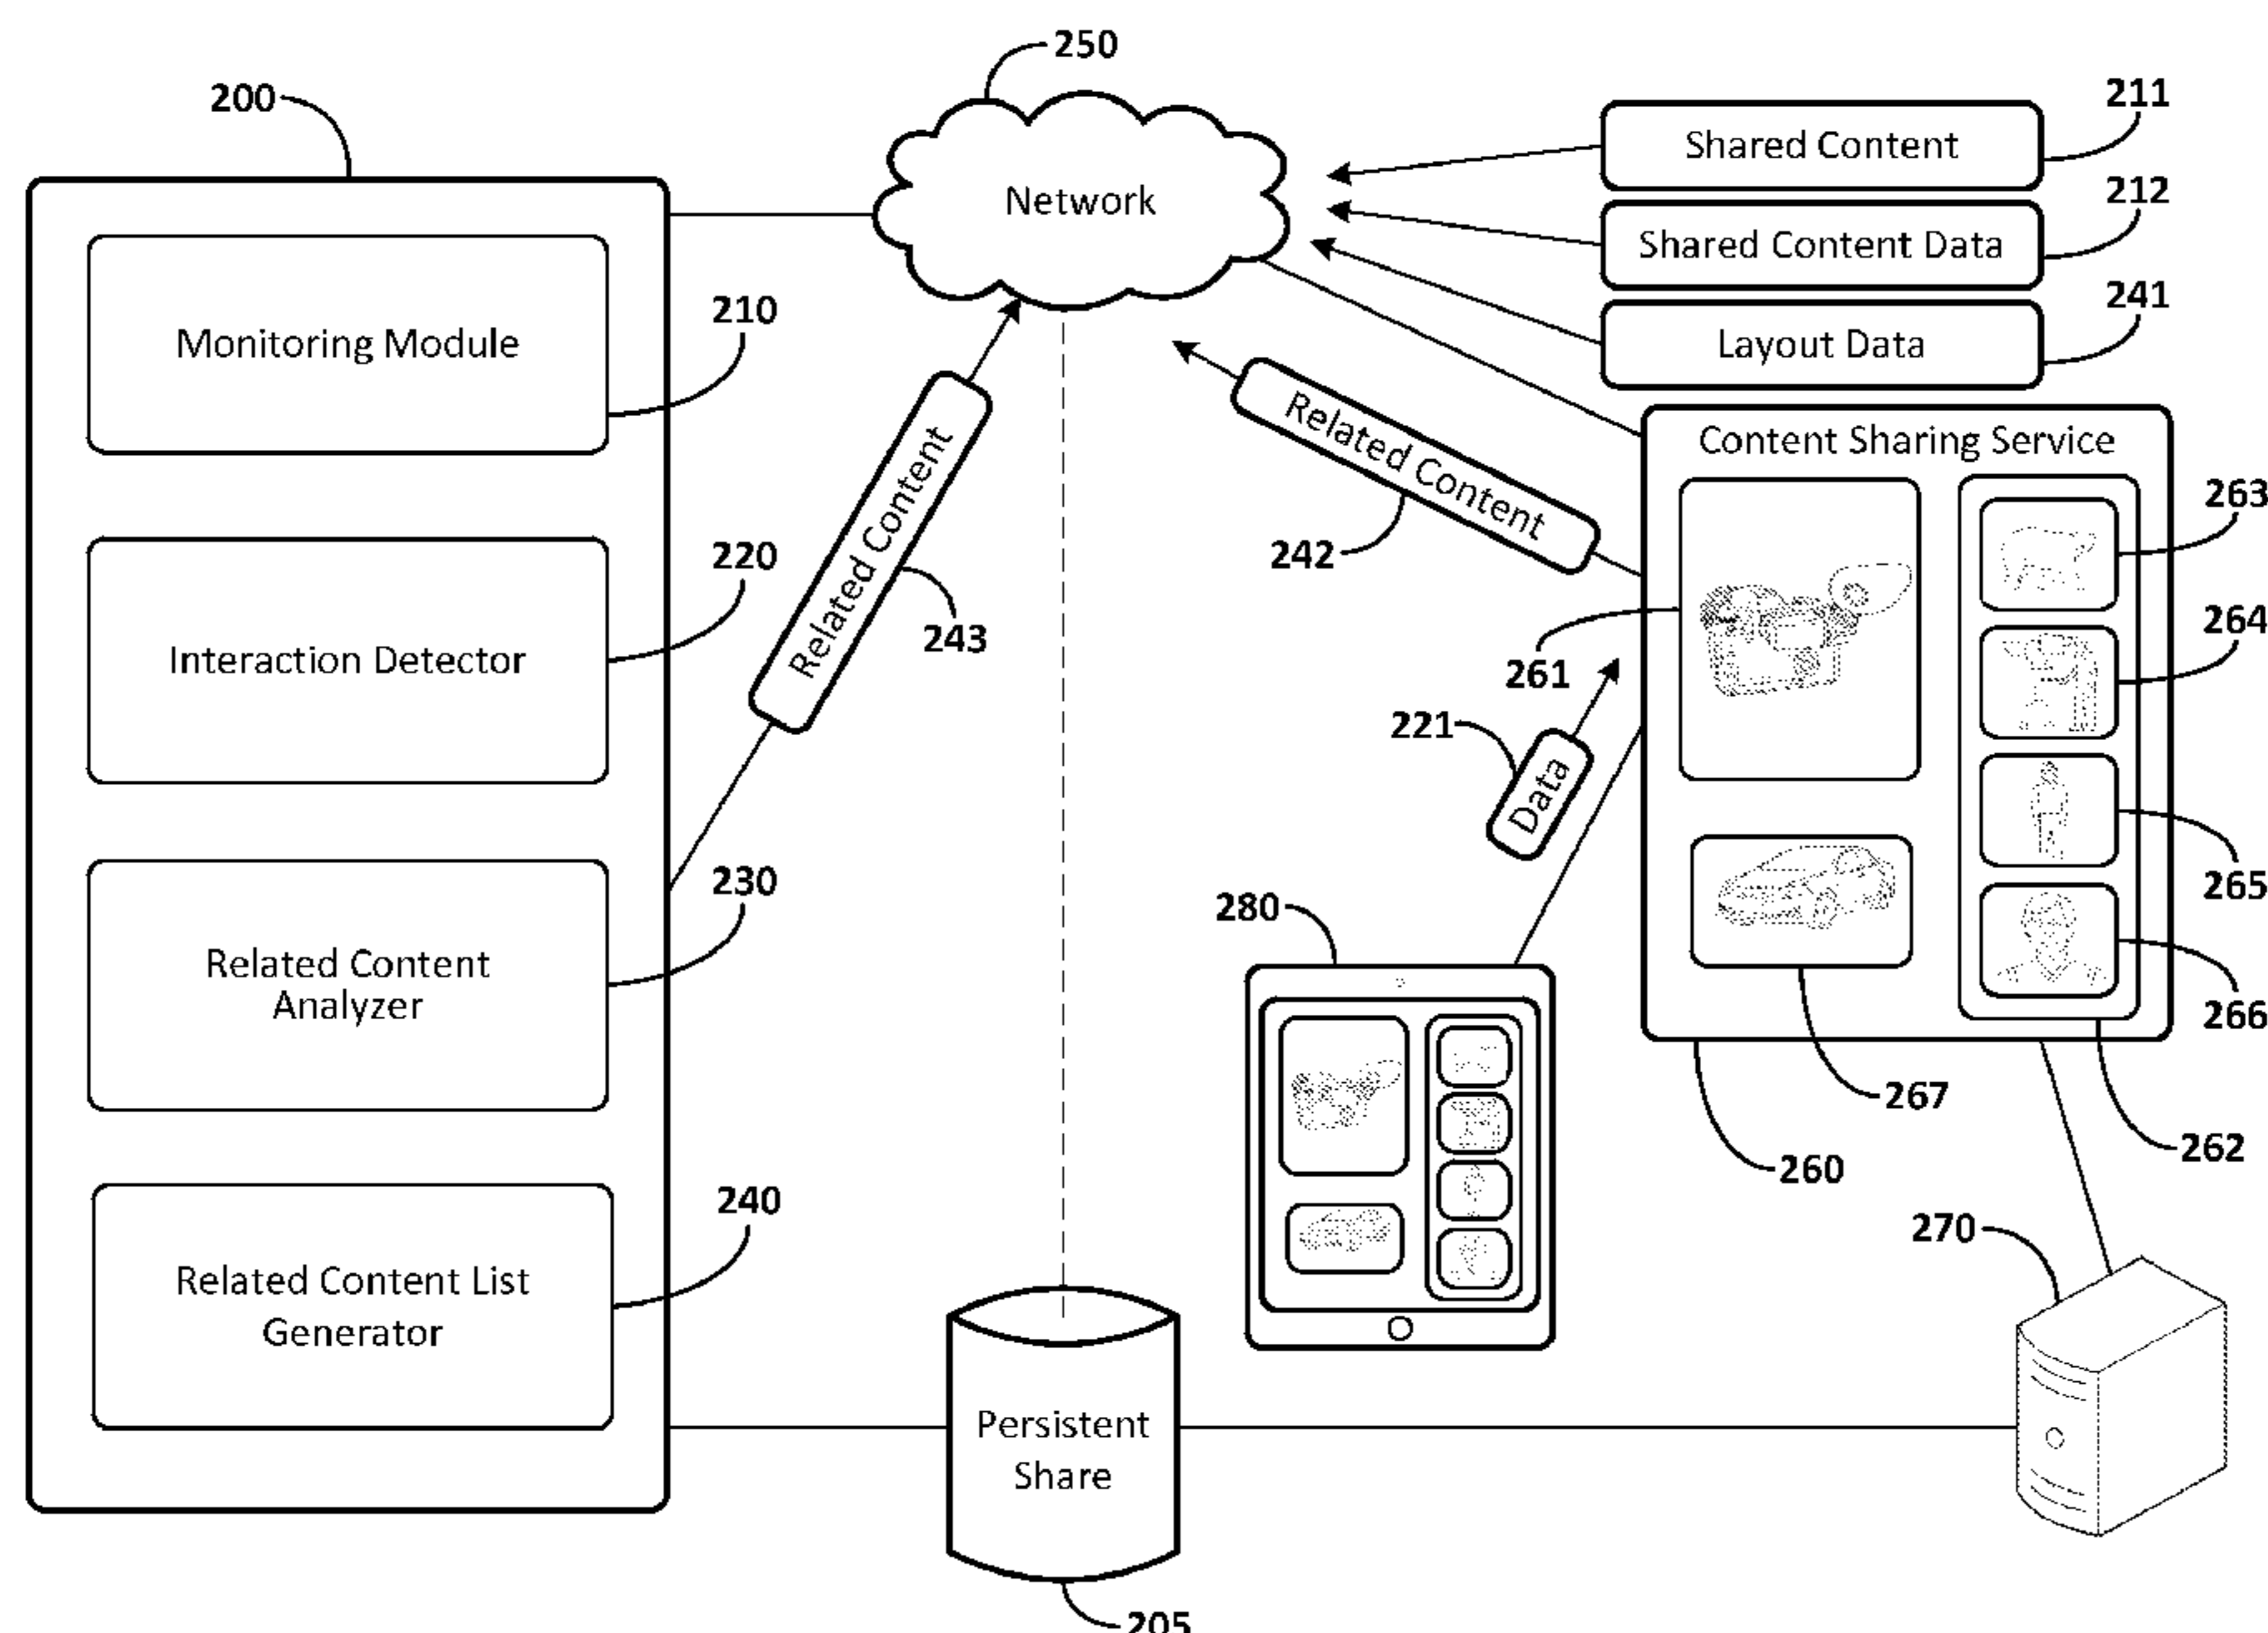 250
200
211
Shared Content
Network
212
Shared Content Data
241
Layout Data
Monitoring Module
210
Related Content
243
Related Content
242
Content Sharing Service
263
264
261
265
266
267
260
262
Interaction Detector
220
221
Data
Related Content
Analyzer
230
280
270
Related Content List
Generator
240
Persistent
Share
205